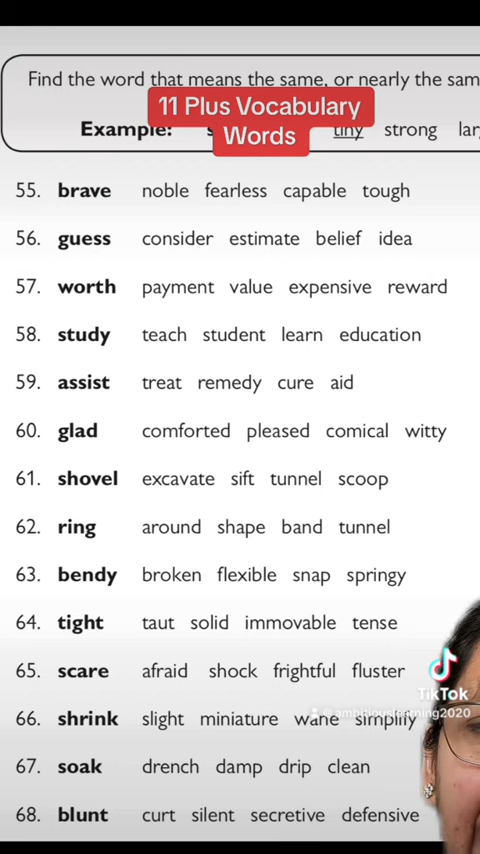 Find the word that means the same, or nearly the sam
11 Plus Vocabulary
Words
Example: tiny strong lar
55. brave noble fearless capable tough
56. guess consider estimate belief idea
57. worth payment value expensive reward
58. study teach student learn education
59. assist treat remedy cure aid
60. glad comforted pleased comical witty
61. shovel excavate sift tunnel scoop
62. ring around shape band tunnel
63. bendy broken flexible snap springy
64. tight taut solid immovable tense
65. scare afraid shock frightful fluster
TikTok
@ambitiouslearning2020
66. shrink slight miniature wane simplify
67. soak drench damp drip clean
68. blunt curt silent secretive defensive